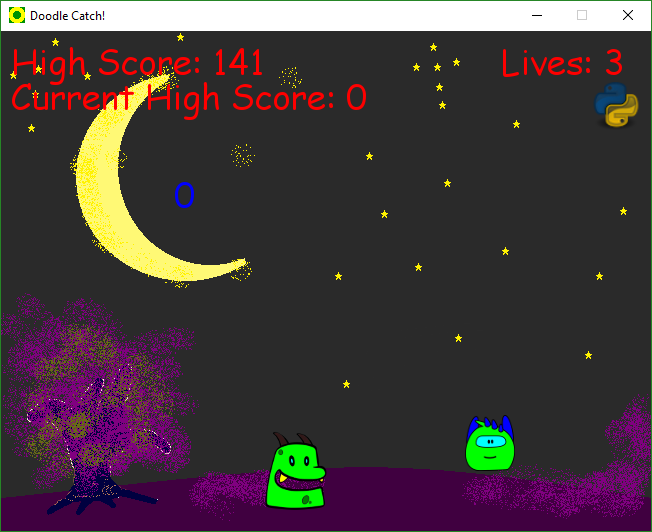 Doodle Catch!
High Score: 141
Lives: 3
Current High Score: 0
0